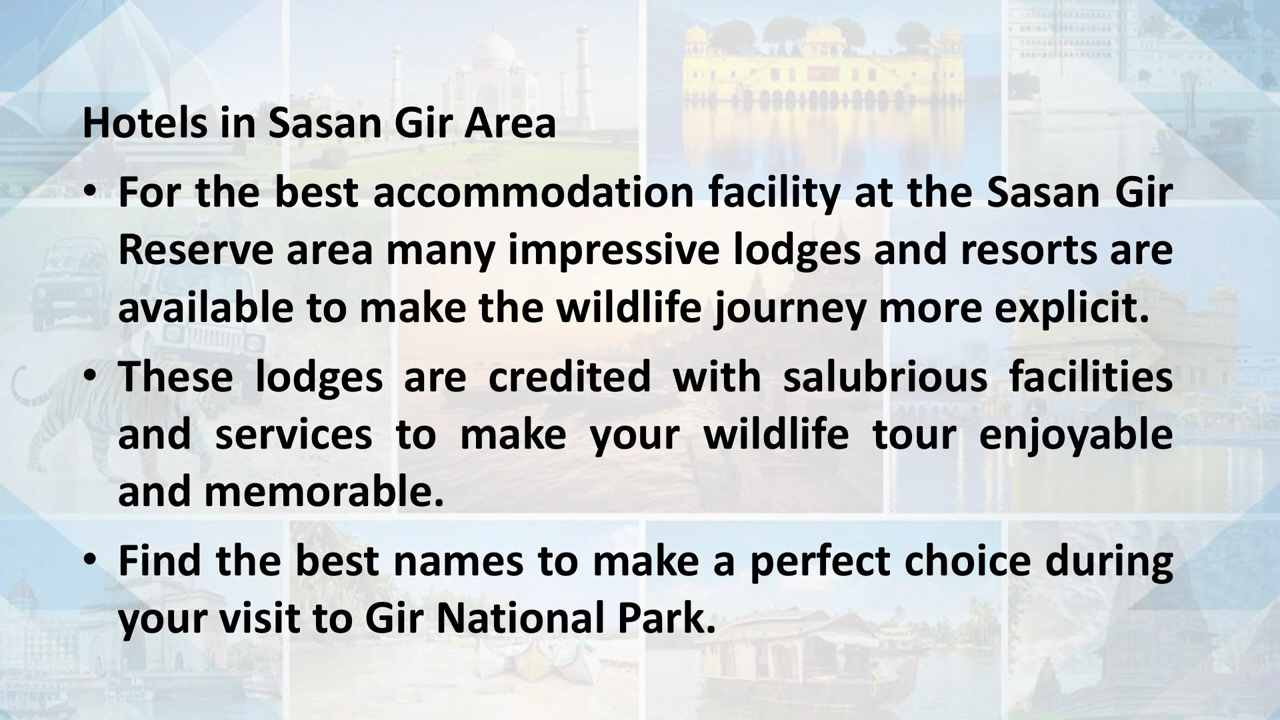 Hotels in Sasan Gir Area
• For the best accommodation facility at the Sasan Gir
Reserve area many impressive lodges and resorts are
available to make the wildlife journey more explicit.
• These lodges are credited with salubrious facilities
and services to make your wildlife tour enjoyable
and memorable.
• Find the best names to make a perfect choice during
your visit to Gir National Park.